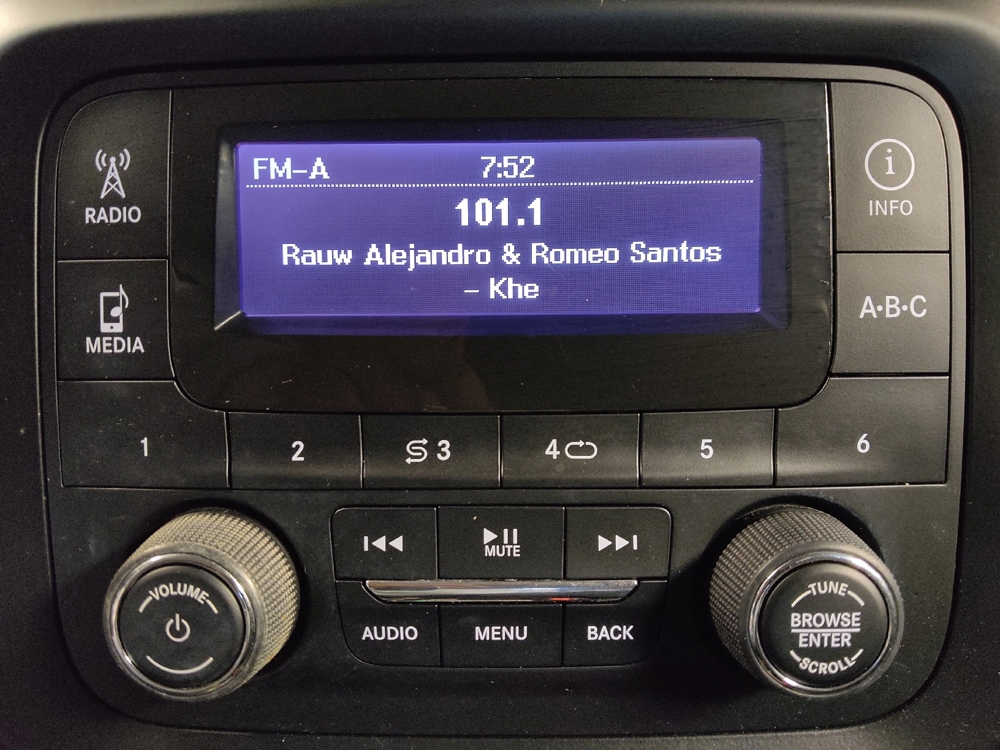 FM-A 7:52
101.1
Rauw Alejandro & Romeo Santos
- Khe
RADIO
INFO
MEDIA
A•B•C
1 2 3 4 5 6
MUTE
VOLUME
AUDIO MENU BACK
TUNE
BROWSE
ENTER
SCROLL